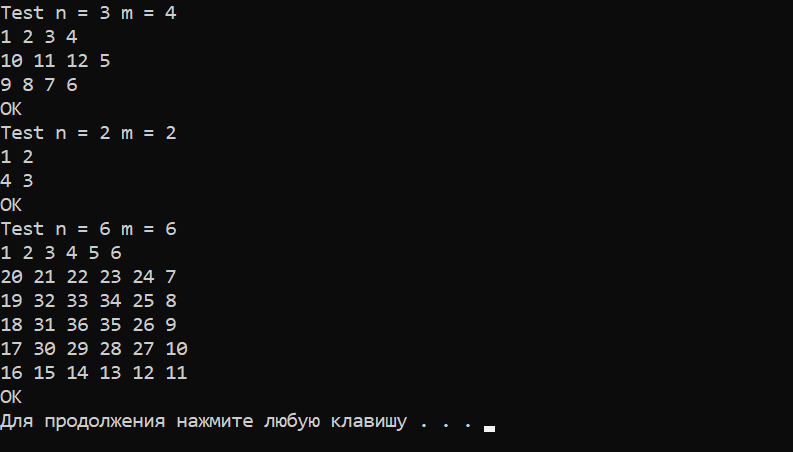 Test n = 3 m = 4
1 2 3 4
10 11 12 5
9 8 7 6
OK
Test n = 2 m = 2
1 2
4 3
OK
Test n = 6 m = 6
1 2 3 4 5 6
20 21 22 23 24 7
19 32 33 34 25 8
18 31 36 35 26 9
17 30 29 28 27 10
16 15 14 13 12 11
OK
Для продолжения нажмите любую клавишу . . .